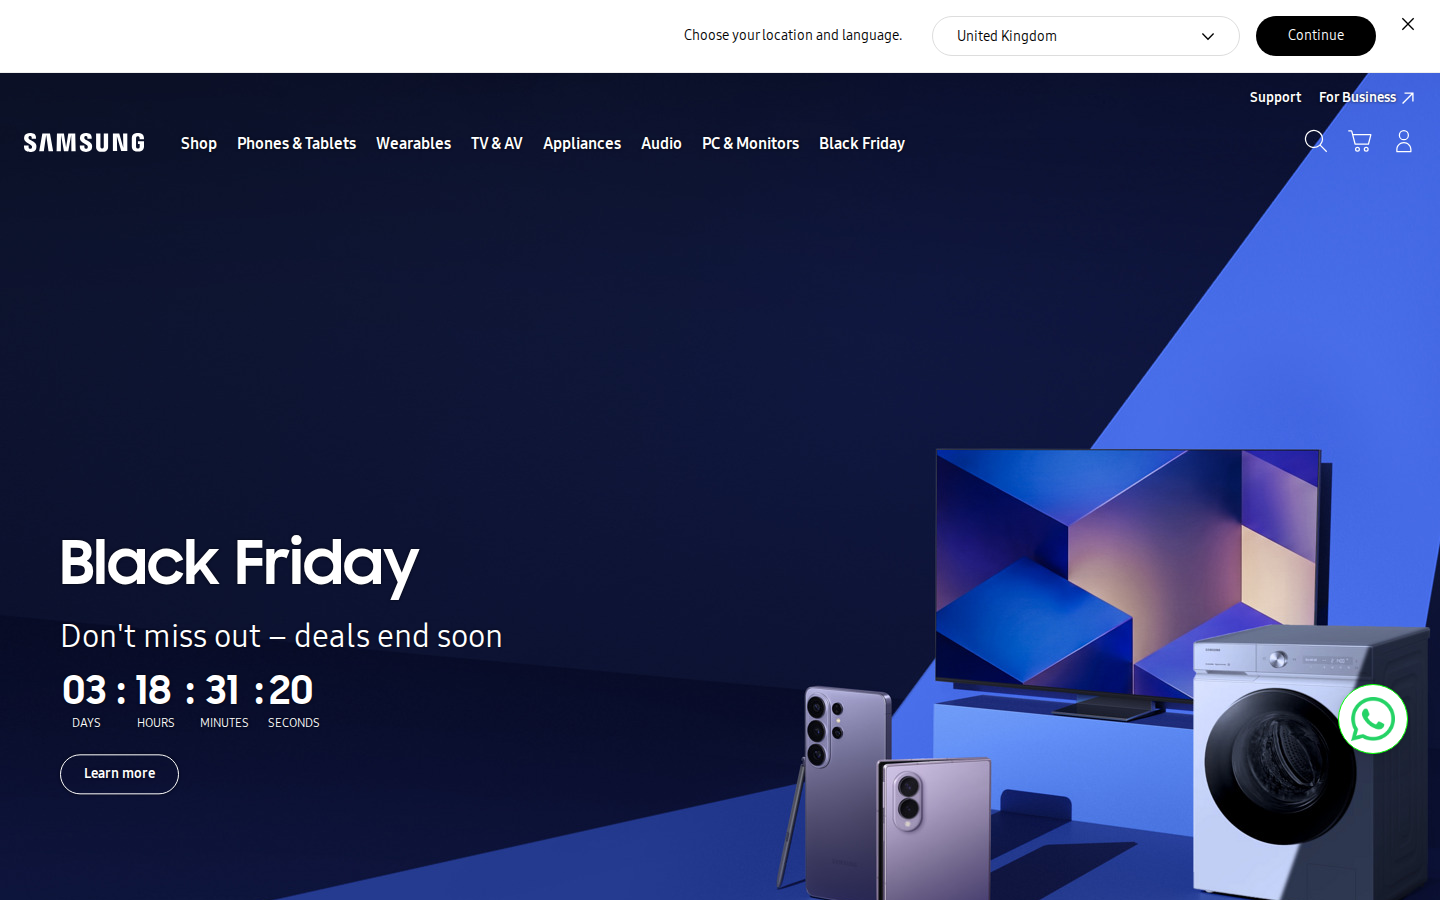 Choose your location and language.
United Kingdom
Continue
Support
For Business
SAMSUNG
Shop
Phones & Tablets
Wearables
TV & AV
Appliances
Audio
PC & Monitors
Black Friday
Black Friday
Don't miss out – deals end soon
03 : 18 : 31 : 20
DAYS HOURS MINUTES SECONDS
Learn more